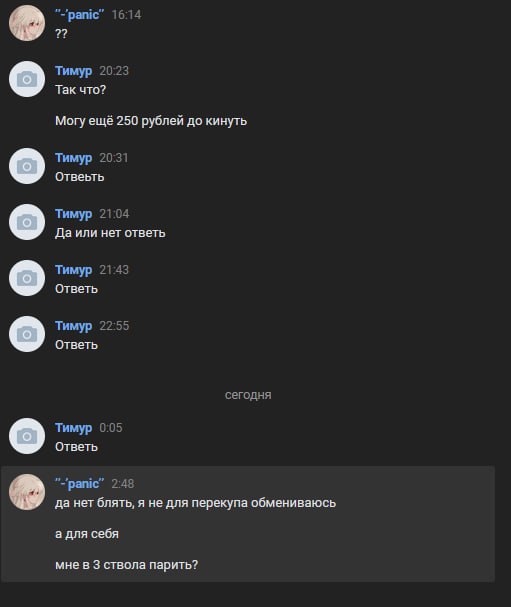 "-'panic" 16:14
??
Тимур 20:23
Так что?
Могу ещё 250 рублей до кинуть
Тимур 20:31
Отвеьть
Тимур 21:04
Да или нет ответь
Тимур 21:43
Ответь
Тимур 22:55
Ответь
сегодня
Тимур 0:05
Ответь
"-'panic" 2:48
да нет блять, я не для перекупа обмениваюсь
а для себя
мне в 3 ствола парить?